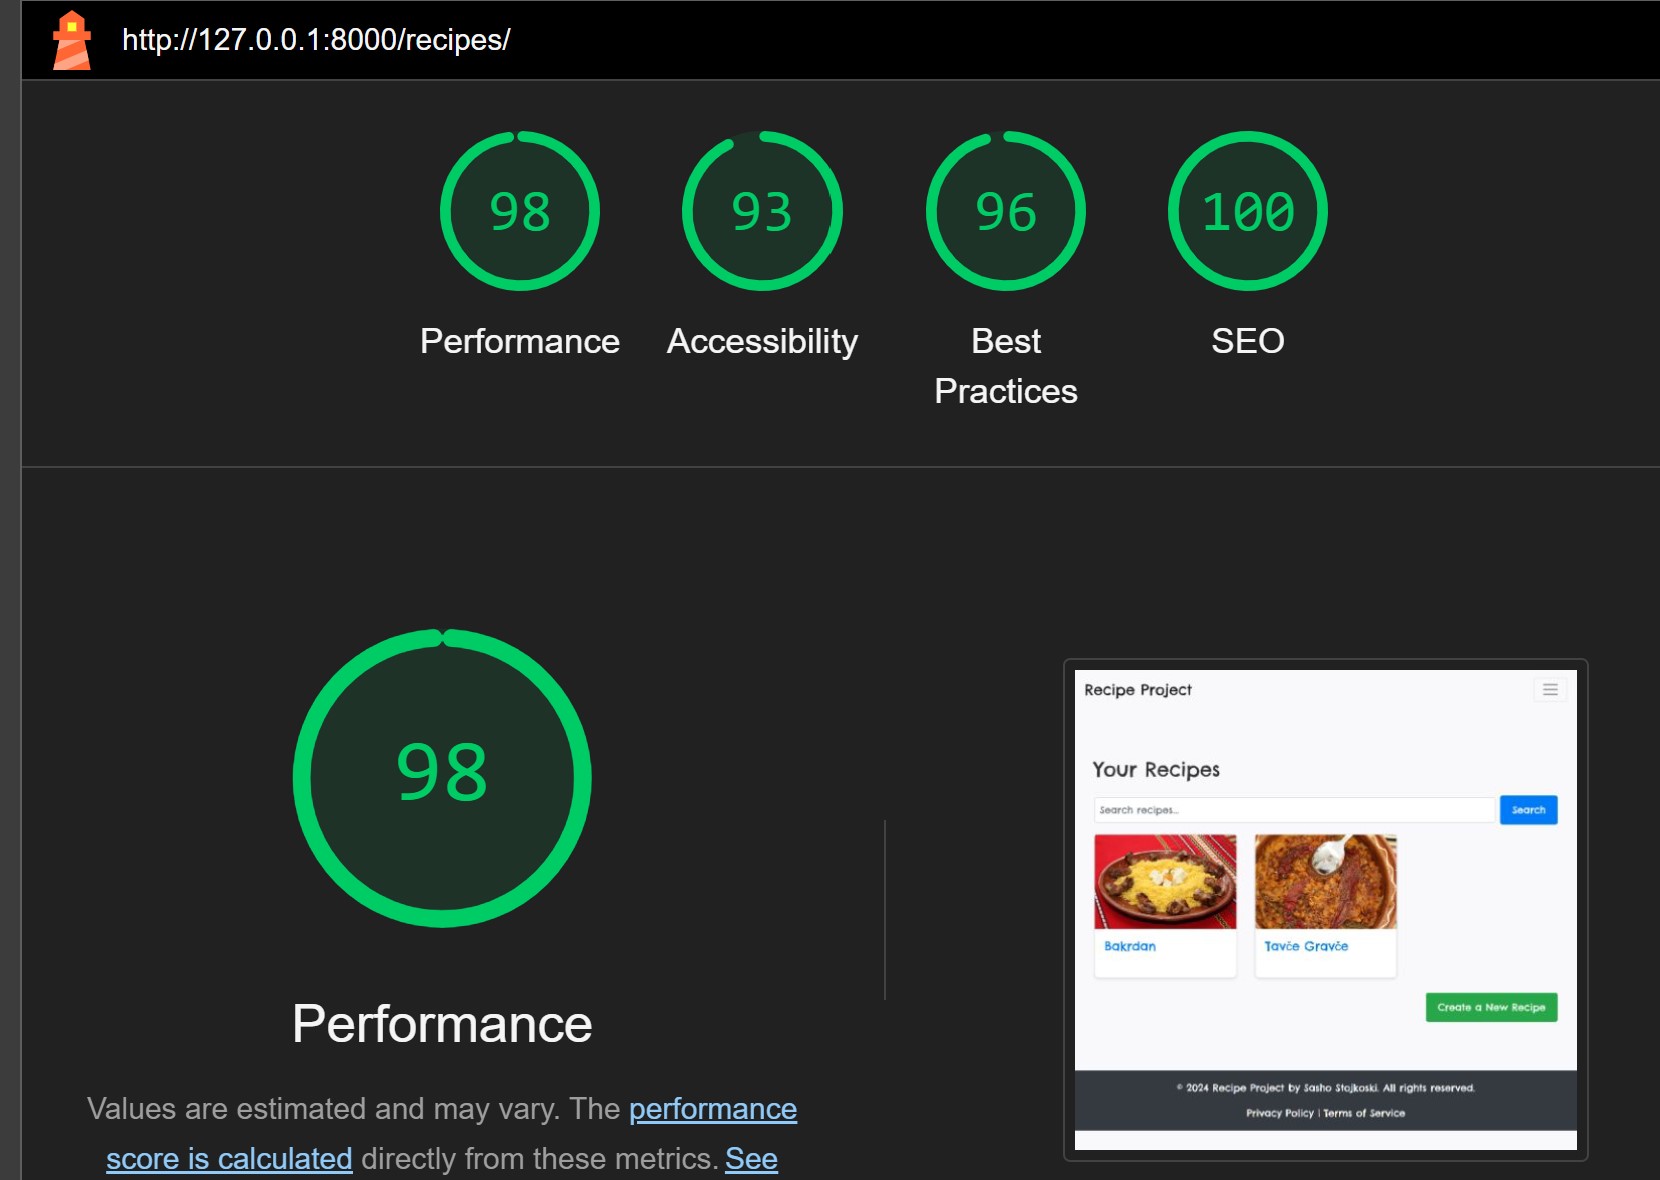 http://127.0.0.1:8000/recipes/
98
93
96
100
Performance
Accessibility
Best
Practices
SEO
98
Performance
Values are estimated and may vary. The performance
score is calculated directly from these metrics. See
Recipe Project
Your Recipes
Search recipes...
Search
Bakrdan
Tavče Gravče
Create a New Recipe
© 2024 Recipe Project by Sasho Stojkoski. All rights reserved.
Privacy Policy | Terms of Service